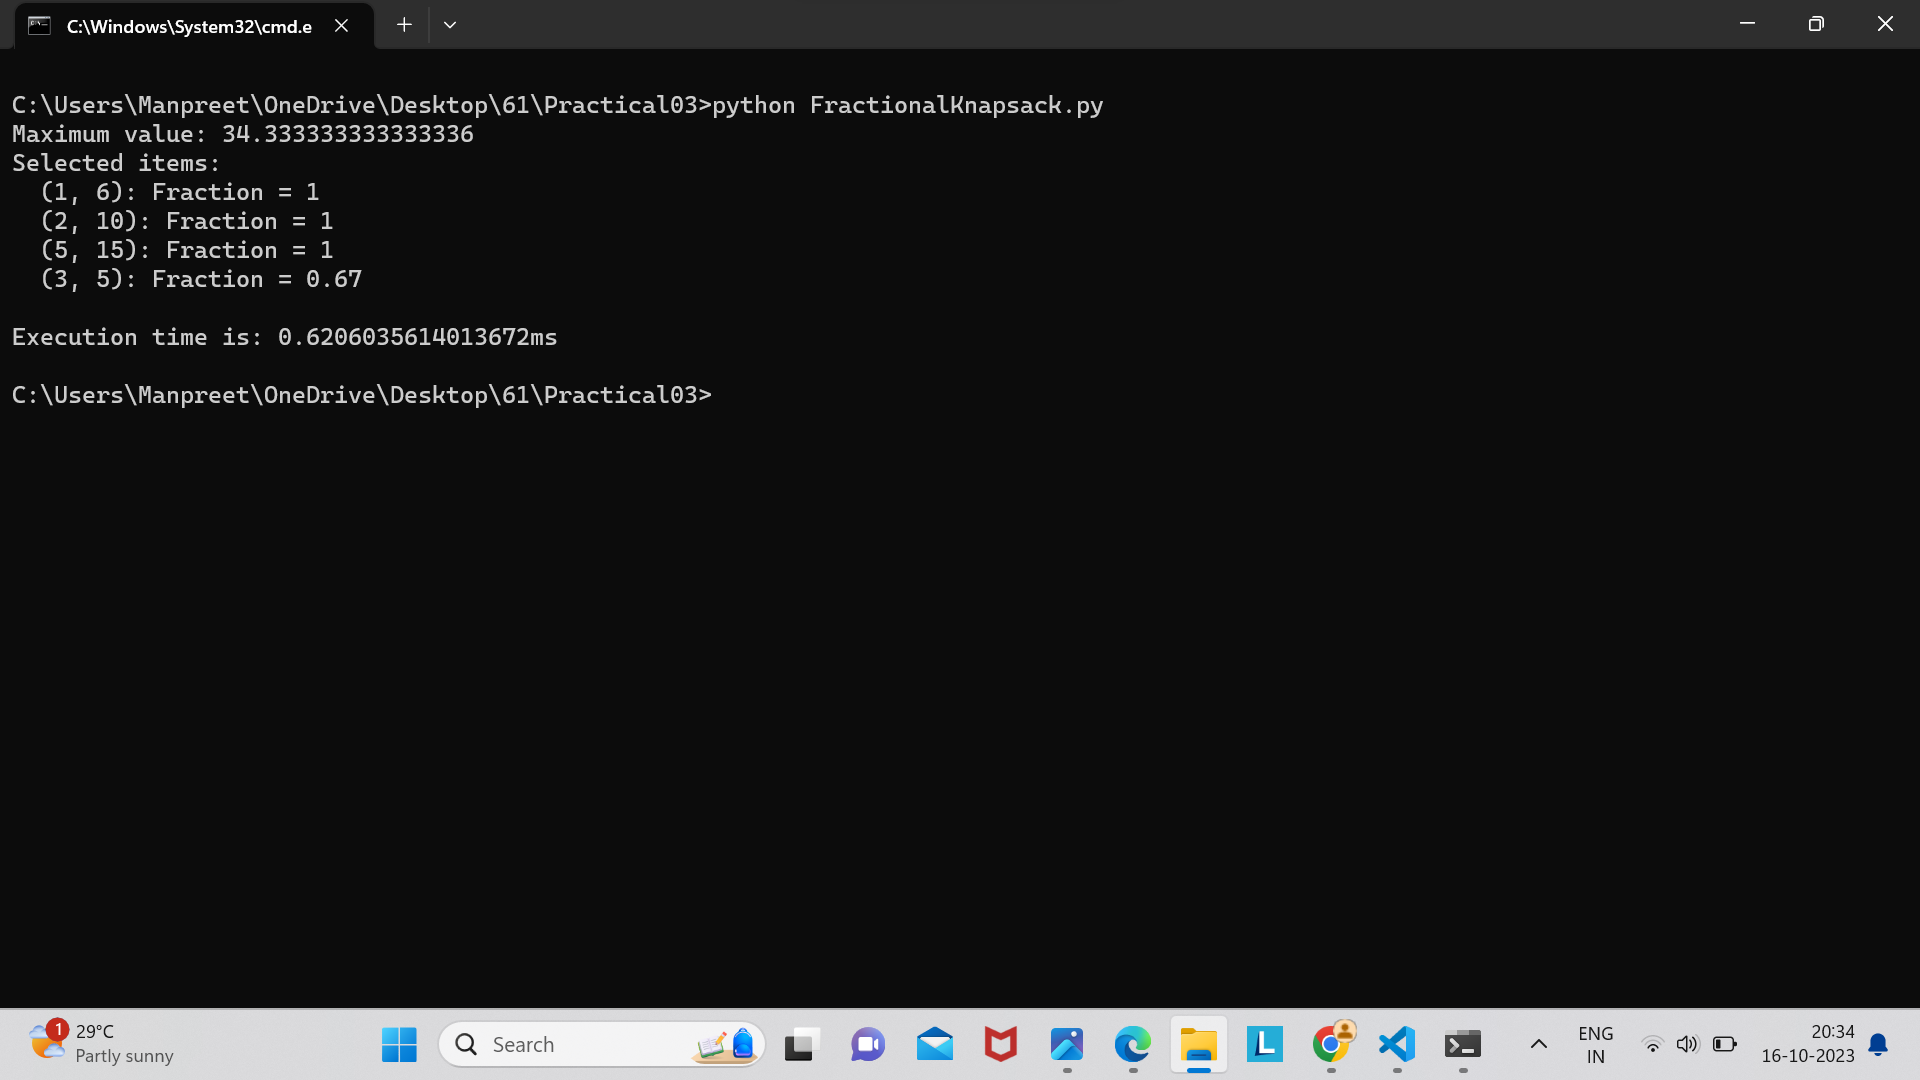 C:\Windows\System32\cmd.e
C:\Users\Manpreet\OneDrive\Desktop\61\Practical03>python FractionalKnapsack.py
Maximum value: 34.333333333333336
Selected items:
  (1, 6): Fraction = 1
  (2, 10): Fraction = 1
  (5, 15): Fraction = 1
  (3, 5): Fraction = 0.67
Execution time is: 0.6206035614013672ms
C:\Users\Manpreet\OneDrive\Desktop\61\Practical03>
1
29°C
Partly sunny
Search
L
ENG
IN
20:34
16-10-2023